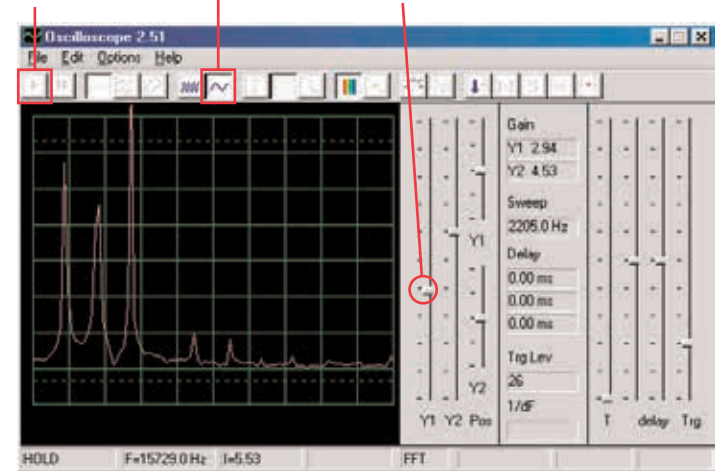 Oscilloscope 2.51
File Edit Options Help
Gain
Y1 2.94
Y2 4.53
Sweep
2205.0 Hz
Delay
0.00 ms
0.00 ms
0.00 ms
Trg Lev
26
1/dF
Y1
Y2
Y1 Y2 Pos
T delay Trg
HOLD F=15729.0 Hz I=5.53 FFT